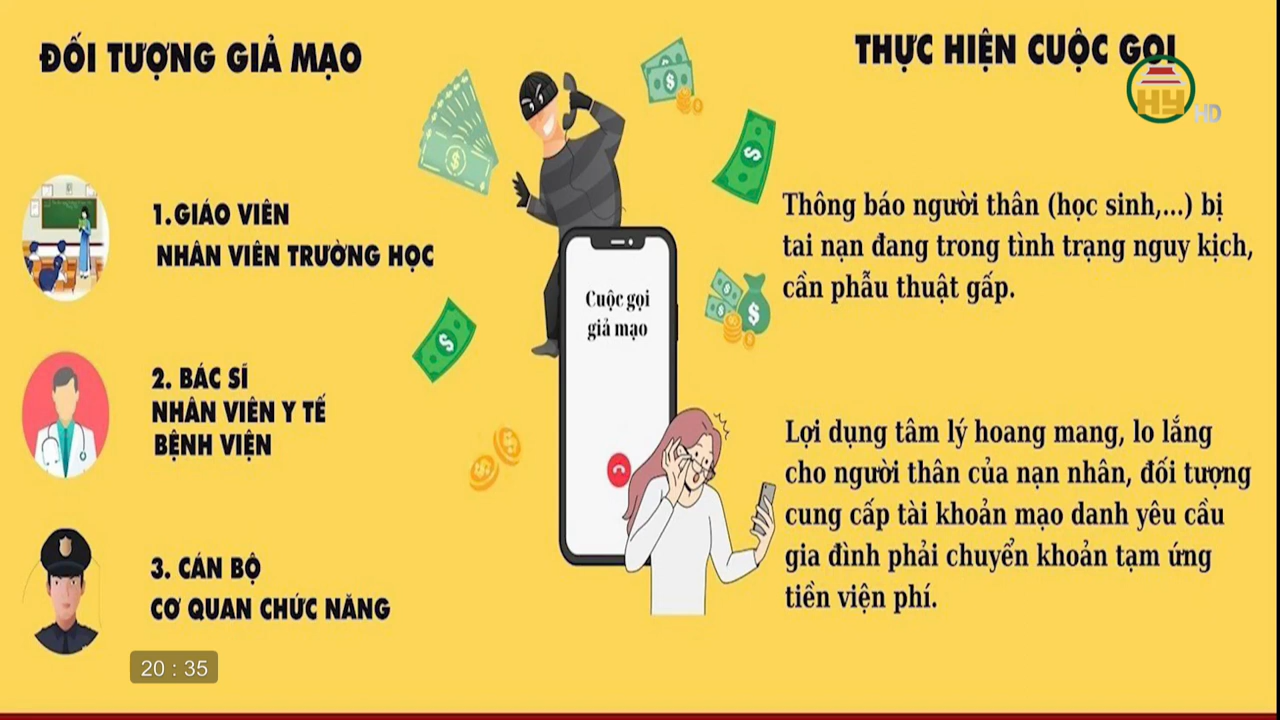 ĐỐI TƯỢNG GIẢ MẠO
1.GIÁO VIÊN
NHÂN VIÊN TRƯỜNG HỌC
2. BÁC SĨ
NHÂN VIÊN Y TẾ
BỆNH VIỆN
3. CÁN BỘ
CƠ QUAN CHỨC NĂNG
20 : 35
Cuộc gọi
giả mạo
THỰC HIỆN CUỘC GỌI
HY
HD
Thông báo người thân (học sinh,...) bị
tai nạn đang trong tình trạng nguy kịch,
cần phẫu thuật gấp.
Lợi dụng tâm lý hoang mang, lo lắng
cho người thân của nạn nhân, đối tượng
cung cấp tài khoản mạo danh yêu cầu
gia đình phải chuyển khoản tạm ứng
tiền viện phí.